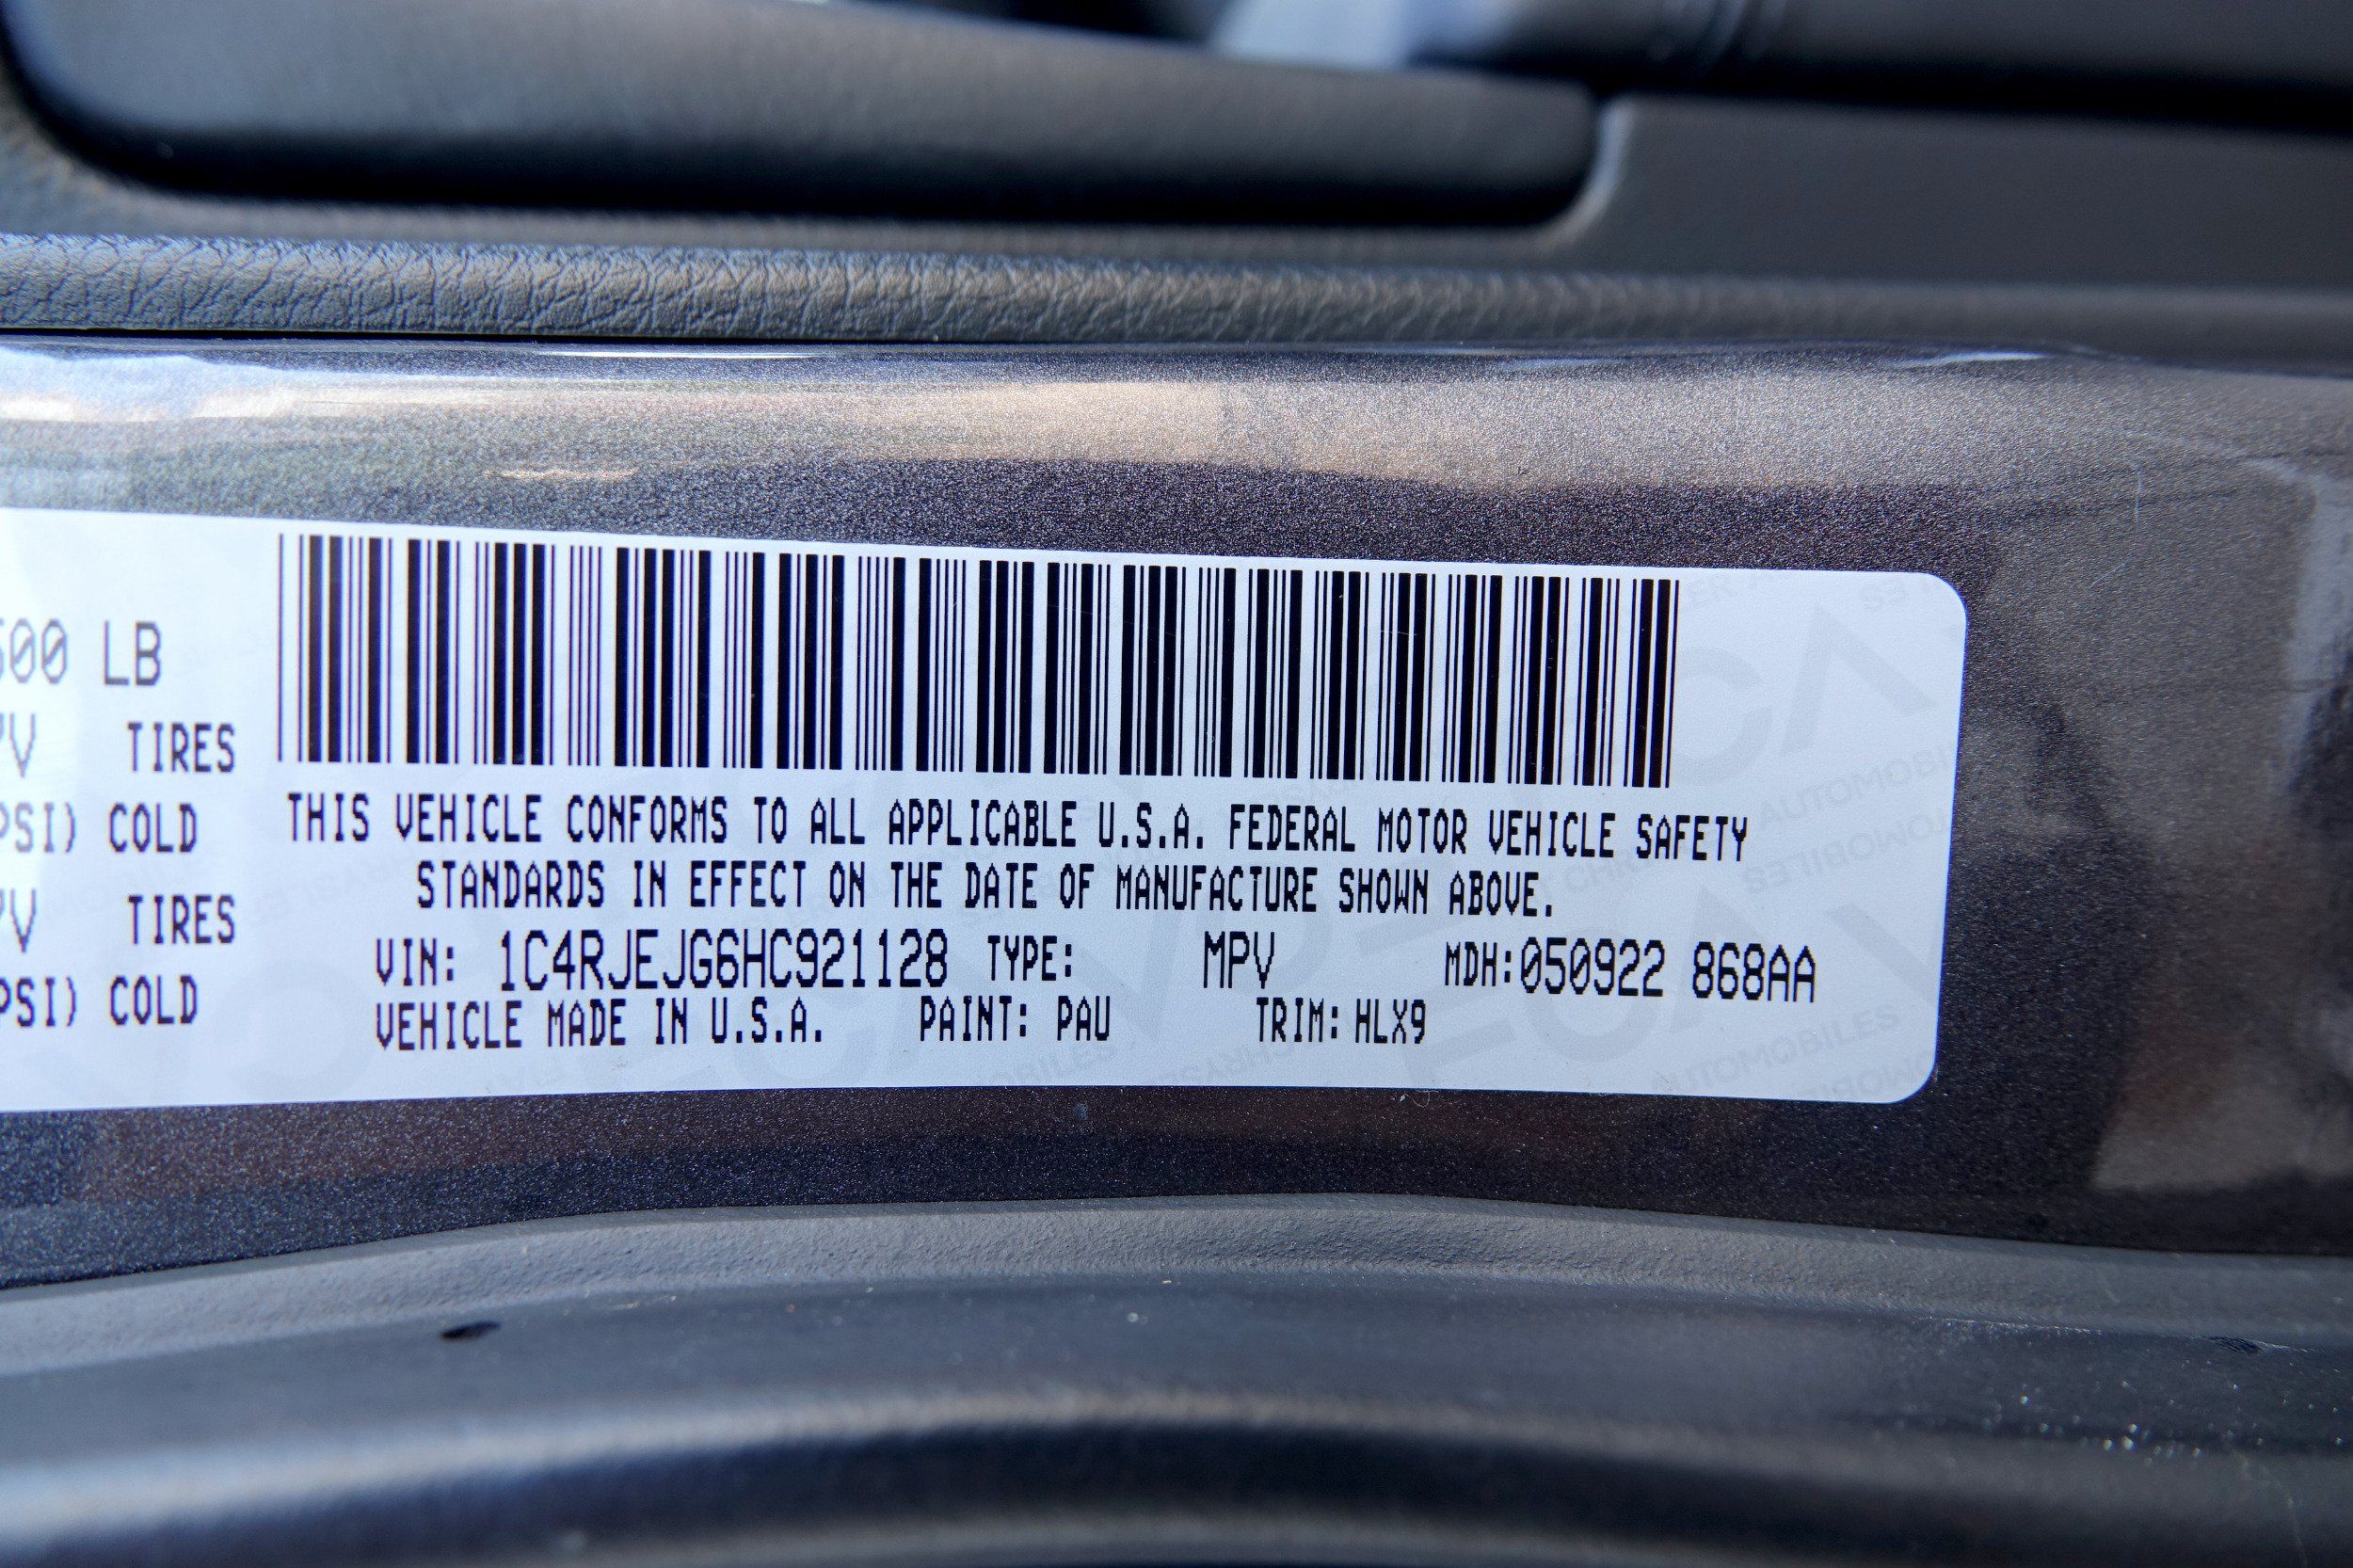 00 LB
TIRES
COLD
TIRES
COLD
THIS VEHICLE CONFORMS TO ALL APPLICABLE U.S.A. FEDERAL MOTOR VEHICLE SAFETY
STANDARDS IN EFFECT ON THE DATE OF MANUFACTURE SHOWN ABOVE.
VIN: 1C4RJEJG6HC921128 TYPE: MPV MDH:050922 868AA
VEHICLE MADE IN U.S.A. PAINT: PAU TRIM: HLX9